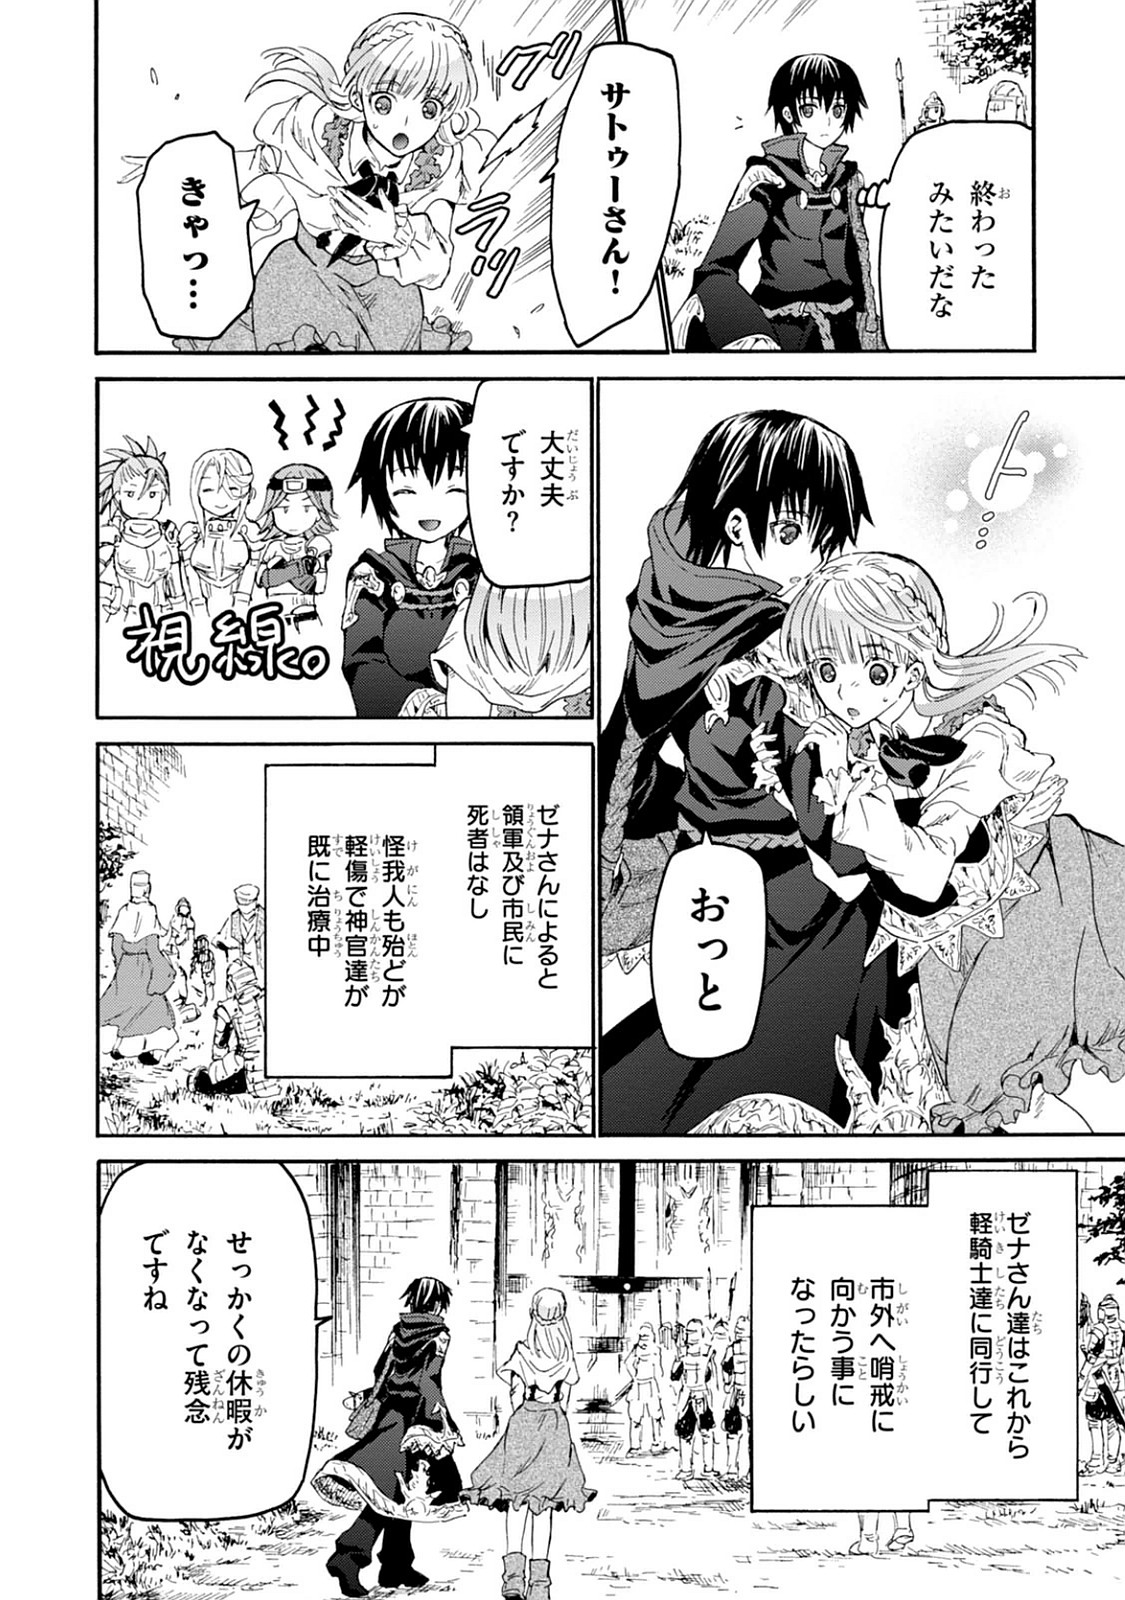 終わった
みたいだな
サトゥーさん！
グラッ
きゃっ…
ト…
おっと
大丈夫
ですか？
視線。
ゼナさんによると
領軍及び市民に
死者はなし
怪我人も殆どが
軽傷で神官達が
既に治療中
ゼナさん達はこれから
軽騎士達に同行して
市外へ哨戒に
向かう事に
なったらしい
せっかくの休暇が
なくなって残念
ですね